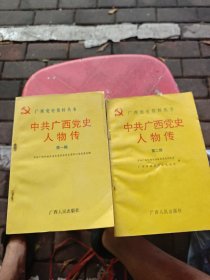 广西党史资料丛书
中共广西党史
人物传
第一辑
广西人民出版社
广西党史资料丛书
中共广西党史
人物传
第二辑
广西人民出版社